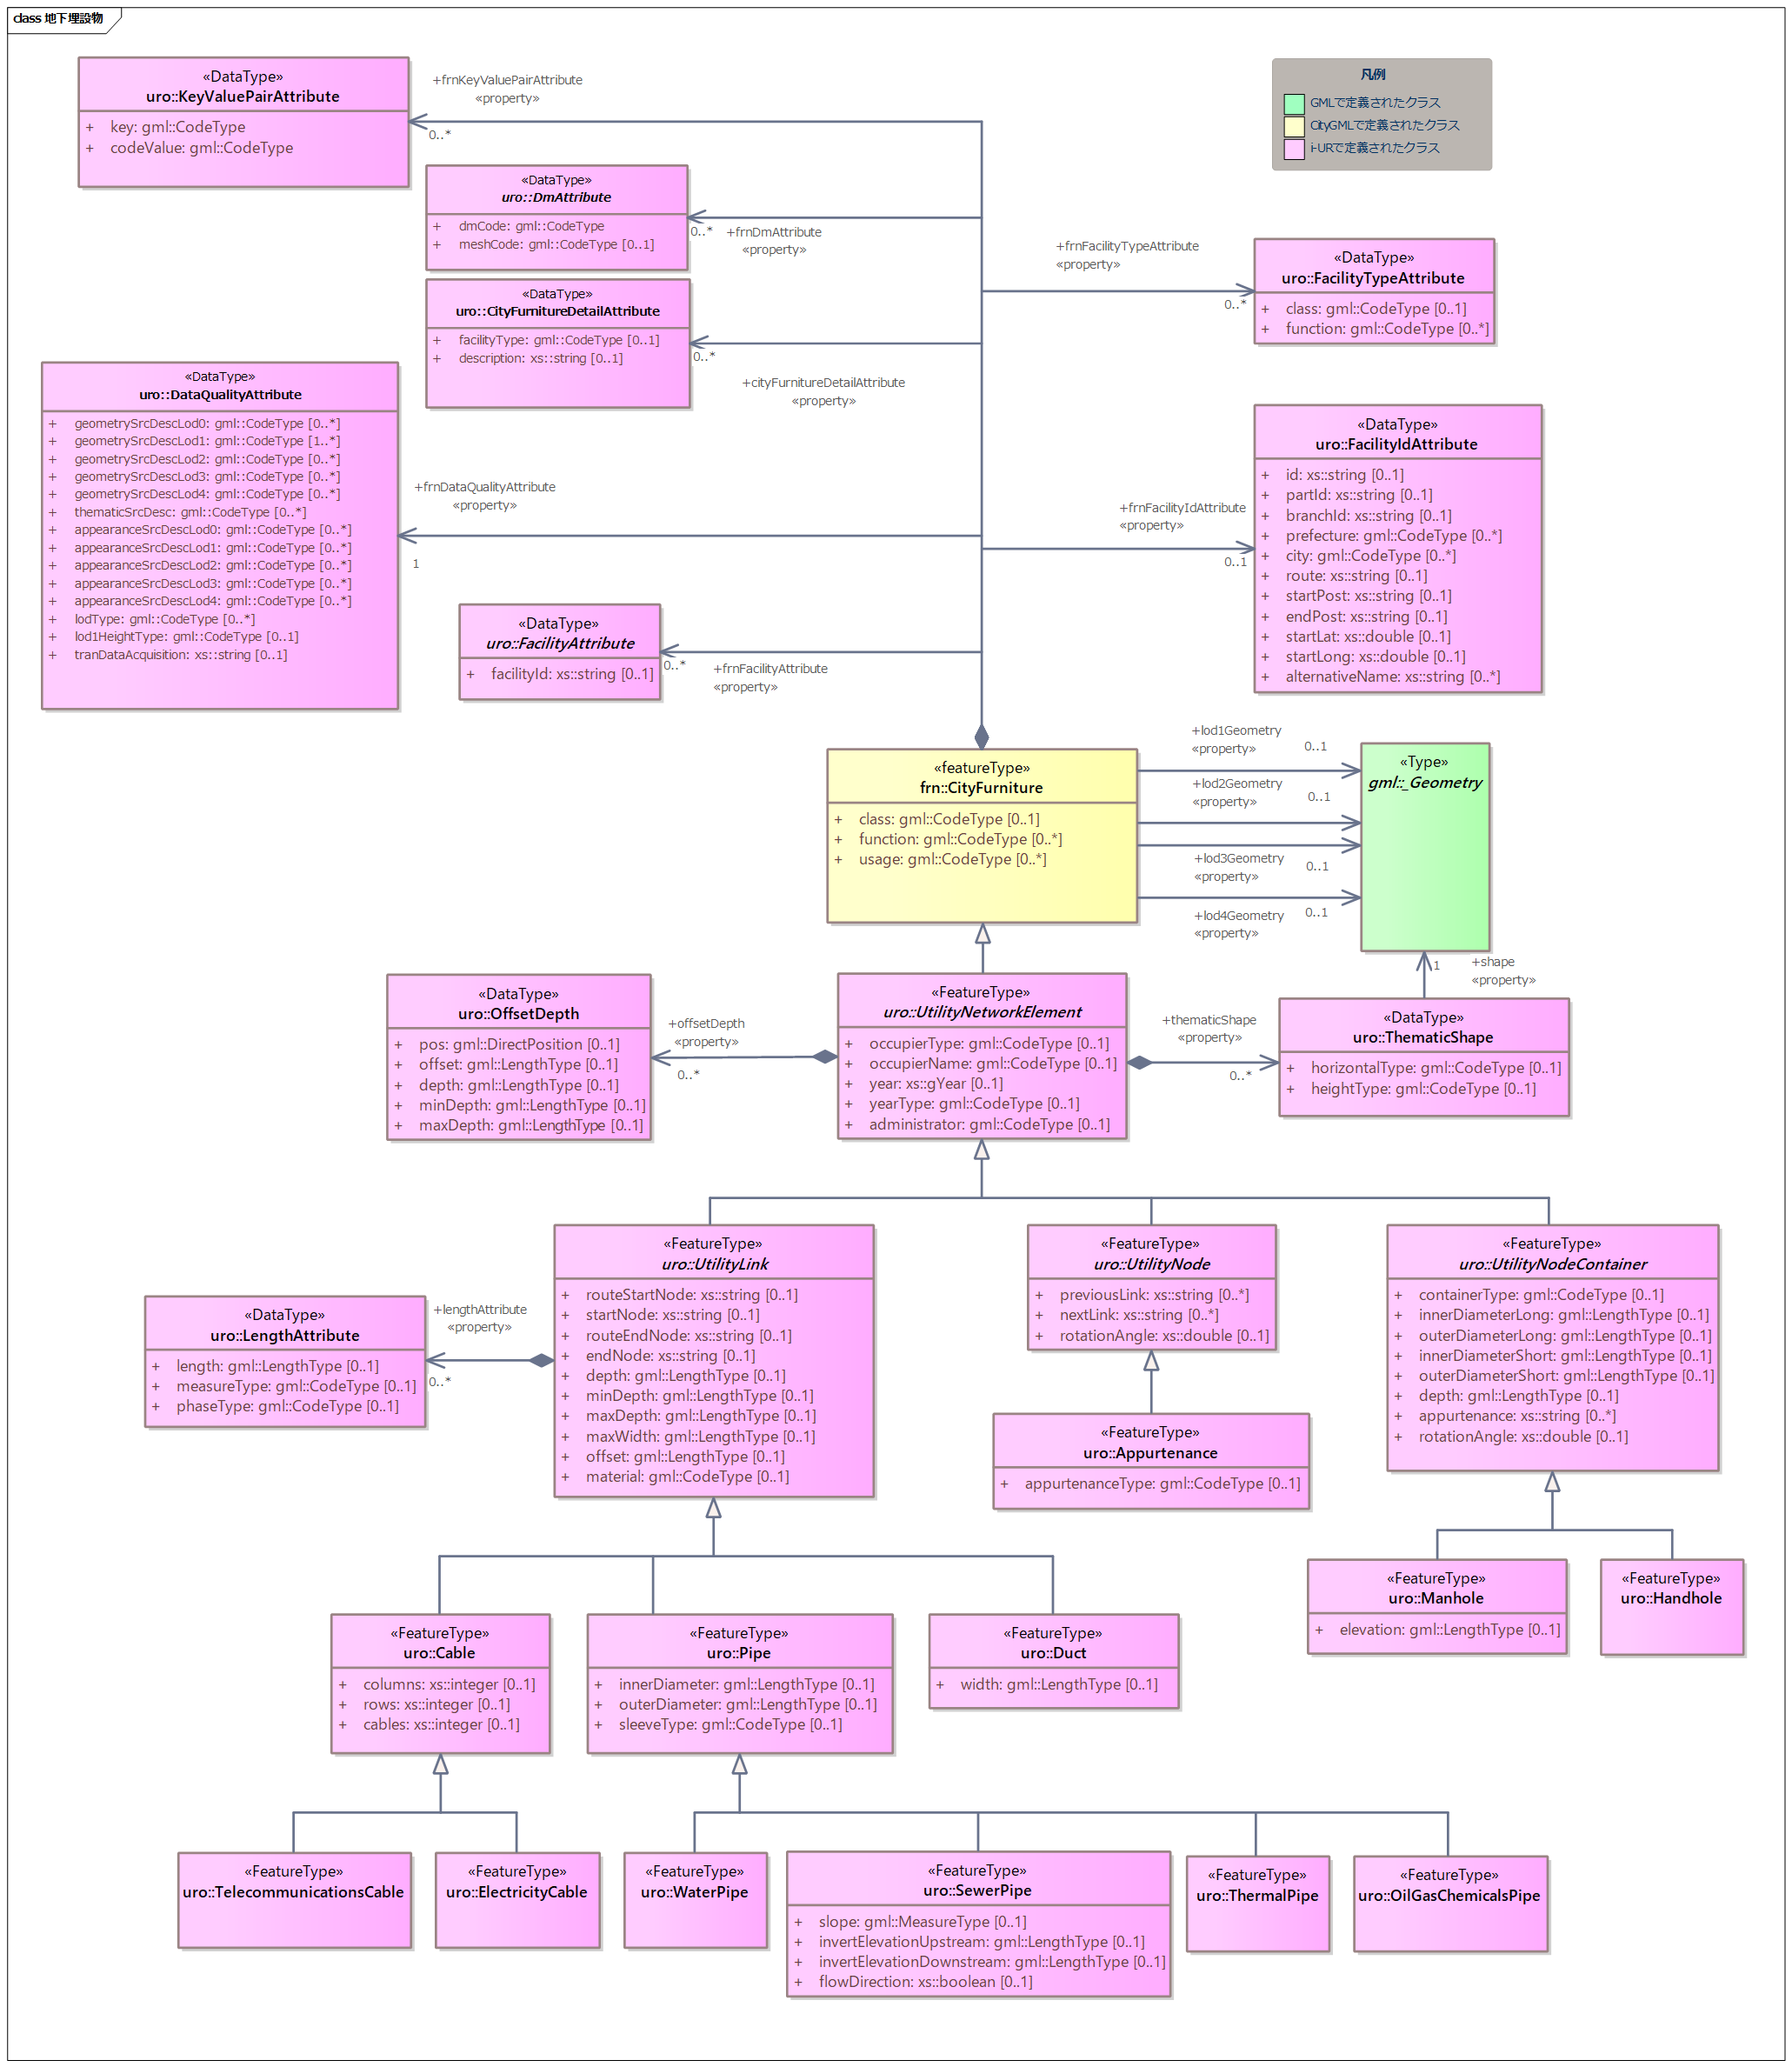 class 地下埋設物
凡例
GMLで定義されたクラス
CityGMLで定義されたクラス
i-URで定義されたクラス
«DataType»
uro::KeyValuePairAttribute
+ key: gml::CodeType
+ codeValue: gml::CodeType
+frnKeyValuePairAttribute
«property»
0..*
«DataType»
uro::DmAttribute
+ dmCode: gml::CodeType
+ meshCode: gml::CodeType [0..1]
0..*
+frnDmAttribute
«property»
+frnFacilityTypeAttribute
«property»
0..*
«DataType»
uro::FacilityTypeAttribute
+ class: gml::CodeType [0..1]
+ function: gml::CodeType [0..*]
«DataType»
uro::CityFurnitureDetailAttribute
+ facilityType: gml::CodeType [0..1]
+ description: xs::string [0..1]
0..*
+cityFurnitureDetailAttribute
«property»
«DataType»
uro::DataQualityAttribute
+ geometrySrcDescLod0: gml::CodeType [0..*]
+ geometrySrcDescLod1: gml::CodeType [1..*]
+ geometrySrcDescLod2: gml::CodeType [0..*]
+ geometrySrcDescLod3: gml::CodeType [0..*]
+ geometrySrcDescLod4: gml::CodeType [0..*]
+ thematicSrcDesc: gml::CodeType [0..*]
+ appearanceSrcDescLod0: gml::CodeType [0..*]
+ appearanceSrcDescLod1: gml::CodeType [0..*]
+ appearanceSrcDescLod2: gml::CodeType [0..*]
+ appearanceSrcDescLod3: gml::CodeType [0..*]
+ appearanceSrcDescLod4: gml::CodeType [0..*]
+ lodType: gml::CodeType [0..*]
+ lod1HeightType: gml::CodeType [0..1]
+ tranDataAcquisition: xs::string [0..1]
+frnDataQualityAttribute
«property»
1
«DataType»
uro::FacilityIdAttribute
+ id: xs::string [0..1]
+ partId: xs::string [0..1]
+ branchId: xs::string [0..1]
+ prefecture: gml::CodeType [0..*]
+ city: gml::CodeType [0..*]
+ route: xs::string [0..1]
+ startPost: xs::string [0..1]
+ endPost: xs::string [0..1]
+ startLat: xs::double [0..1]
+ startLong: xs::double [0..1]
+ alternativeName: xs::string [0..*]
+frnFacilityIdAttribute
«property»
0..1
«DataType»
uro::FacilityAttribute
+ facilityId: xs::string [0..1]
0..*
+frnFacilityAttribute
«property»
«featureType»
frn::CityFurniture
+ class: gml::CodeType [0..1]
+ function: gml::CodeType [0..*]
+ usage: gml::CodeType [0..*]
+lod1Geometry
«property»
0..1
+lod2Geometry
«property»
0..1
+lod3Geometry
«property»
0..1
+lod4Geometry
«property»
0..1
«Type»
gml::_Geometry
1
+shape
«property»
«DataType»
uro::OffsetDepth
+ pos: gml::DirectPosition [0..1]
+ offset: gml::LengthType [0..1]
+ depth: gml::LengthType [0..1]
+ minDepth: gml::LengthType [0..1]
+ maxDepth: gml::LengthType [0..1]
+offsetDepth
«property»
0..*
«FeatureType»
uro::UtilityNetworkElement
+ occupierType: gml::CodeType [0..1]
+ occupierName: gml::CodeType [0..1]
+ year: xs::gYear [0..1]
+ yearType: gml::CodeType [0..1]
+ administrator: gml::CodeType [0..1]
+thematicShape
«property»
0..*
«DataType»
uro::ThematicShape
+ horizontalType: gml::CodeType [0..1]
+ heightType: gml::CodeType [0..1]
«DataType»
uro::LengthAttribute
+ length: gml::LengthType [0..1]
+ measureType: gml::CodeType [0..1]
+ phaseType: gml::CodeType [0..1]
+lengthAttribute
«property»
0..*
«FeatureType»
uro::UtilityLink
+ routeStartNode: xs::string [0..1]
+ startNode: xs::string [0..1]
+ routeEndNode: xs::string [0..1]
+ endNode: xs::string [0..1]
+ depth: gml::LengthType [0..1]
+ minDepth: gml::LengthType [0..1]
+ maxDepth: gml::LengthType [0..1]
+ maxWidth: gml::LengthType [0..1]
+ offset: gml::LengthType [0..1]
+ material: gml::CodeType [0..1]
«FeatureType»
uro::UtilityNode
+ previousLink: xs::string [0..*]
+ nextLink: xs::string [0..*]
+ rotationAngle: xs::double [0..1]
«FeatureType»
uro::UtilityNodeContainer
+ containerType: gml::CodeType [0..1]
+ innerDiameterLong: gml::LengthType [0..1]
+ outerDiameterLong: gml::LengthType [0..1]
+ innerDiameterShort: gml::LengthType [0..1]
+ outerDiameterShort: gml::LengthType [0..1]
+ depth: gml::LengthType [0..1]
+ appurtenance: xs::string [0..*]
+ rotationAngle: xs::double [0..1]
«FeatureType»
uro::Appurtenance
+ appurtenanceType: gml::CodeType [0..1]
«FeatureType»
uro::Manhole
+ elevation: gml::LengthType [0..1]
«FeatureType»
uro::Handhole
«FeatureType»
uro::Cable
+ columns: xs::integer [0..1]
+ rows: xs::integer [0..1]
+ cables: xs::integer [0..1]
«FeatureType»
uro::Pipe
+ innerDiameter: gml::LengthType [0..1]
+ outerDiameter: gml::LengthType [0..1]
+ sleeveType: gml::CodeType [0..1]
«FeatureType»
uro::Duct
+ width: gml::LengthType [0..1]
«FeatureType»
uro::TelecommunicationsCable
«FeatureType»
uro::ElectricityCable
«FeatureType»
uro::WaterPipe
«FeatureType»
uro::SewerPipe
+ slope: gml::MeasureType [0..1]
+ invertElevationUpstream: gml::LengthType [0..1]
+ invertElevationDownstream: gml::LengthType [0..1]
+ flowDirection: xs::boolean [0..1]
«FeatureType»
uro::ThermalPipe
«FeatureType»
uro::OilGasChemicalsPipe